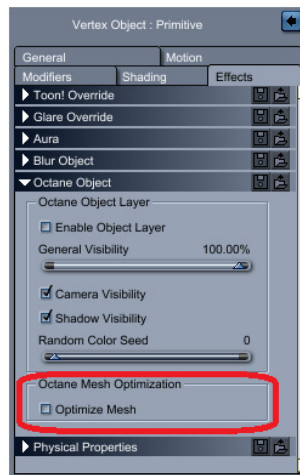 Vertex Object : Primitive
General Motion
Modifiers Shading Effects
Toon! Override
Glare Override
Aura
Blur Object
Octane Object
Octane Object Layer
Enable Object Layer
General Visibility 100.00%
Camera Visibility
Shadow Visibility
Random Color Seed 0
Octane Mesh Optimization
Optimize Mesh
Physical Properties